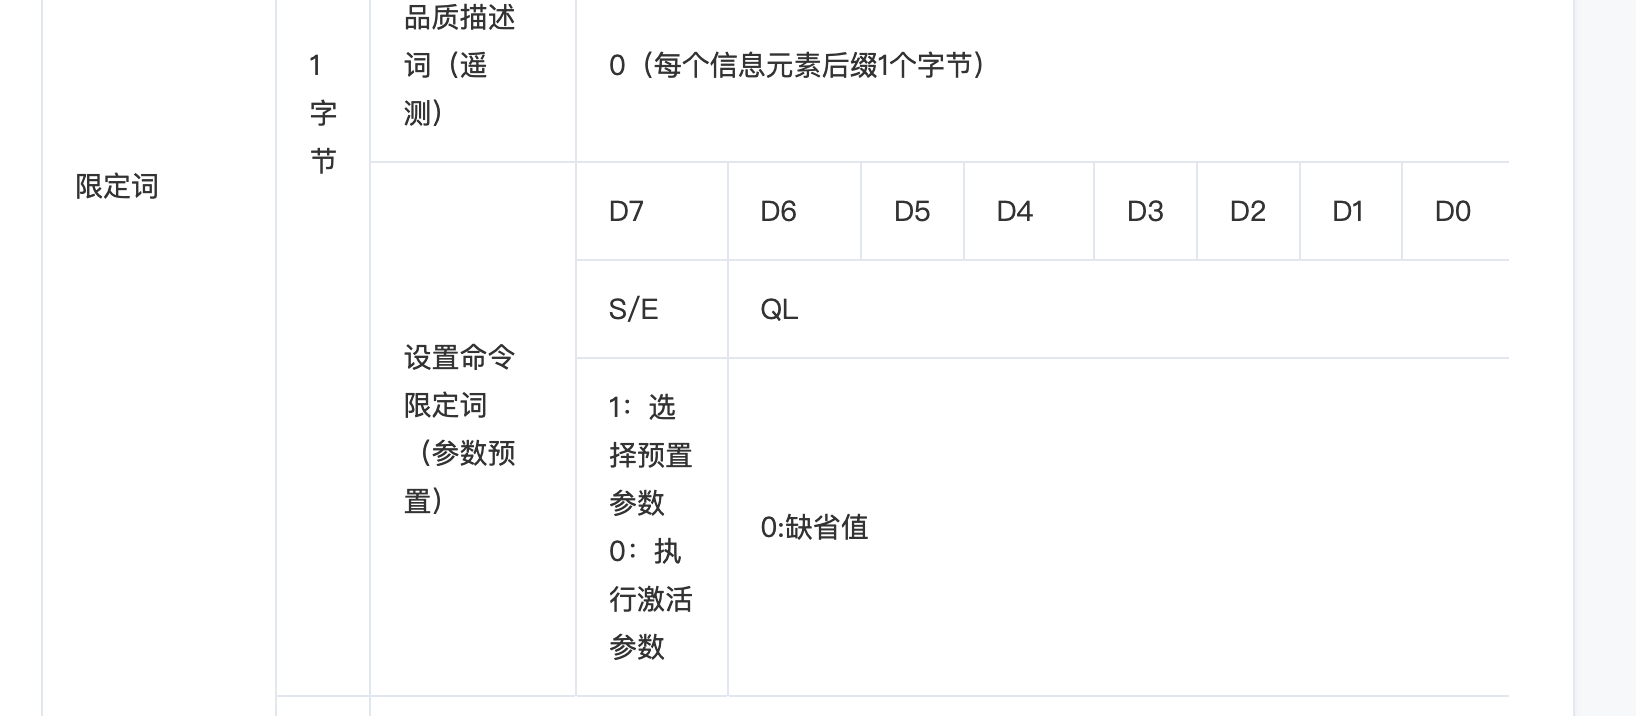 限定词
1
字
节
品质描述
词（遥
测）
0（每个信息元素后缀1个字节）
设置命令
限定词
（参数预
置）
D7 D6 D5 D4 D3 D2 D1 D0
S/E QL
1：选
择预置
参数
0：执
行激活
参数
0:缺省值